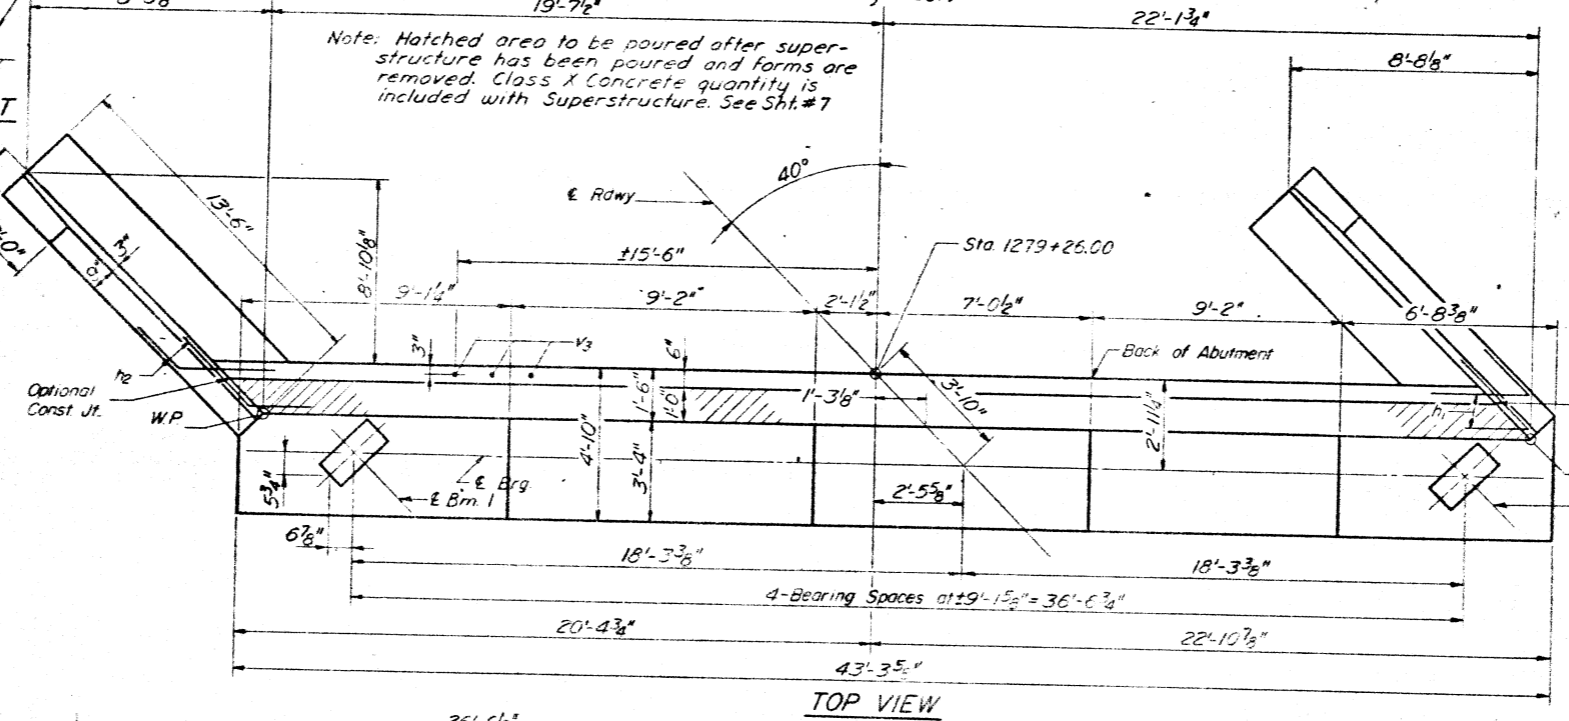 19'-7½"
22'-1¾"
Note: Hatched area to be poured after super-
structure has been poured and forms are
removed. Class X Concrete quantity is
included with Superstructure. See Sht.#7
8'-8⅛"
T
13'-6"
40°
℄ Rdwy
Sta. 1279+26.00
8'-10⅛"
±15'-6"
9'-1¼"
9'-2"
2'-1½"
7'-0½"
9'-2"
6'-8⅜"
3"
v3
6"
Back of Abutment
h2
Optional
Const. Jt.
W.P.
1'-6"
1'-0"
1'-3⅛"
3'-10"
2'-11¼"
h1
4'-10"
3'-4"
5¾"
℄ Brg.
℄ Bm. 1
2'-5⅝"
6⅞"
18'-3⅜"
18'-3⅜"
4-Bearing Spaces at ±9'-1⅝" = 36'-6¾"
20'-4¾"
22'-10⅞"
43'-3⅝"
TOP VIEW